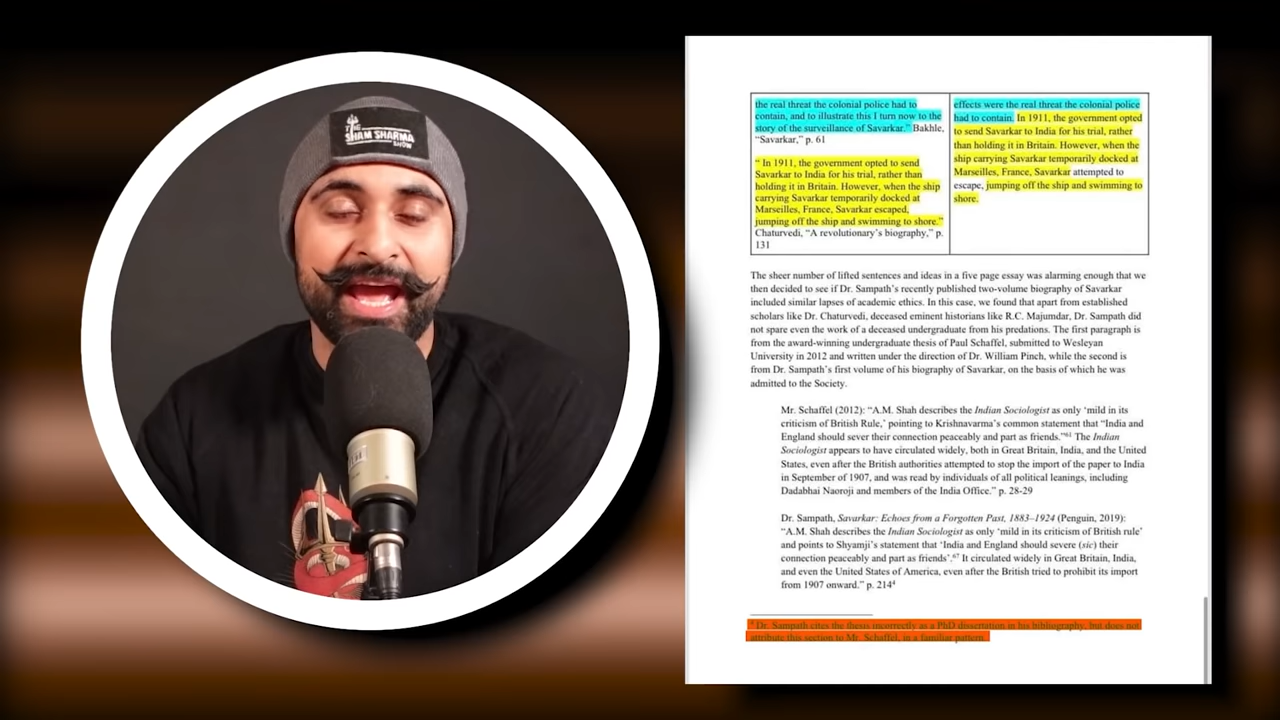 THE
SHAM SHARMA
SHOW
the real threat the colonial police had to
contain, and to illustrate this I turn now to the
story of the surveillance of Savarkar.” Bakhle,
“Savarkar,” p. 61
“ In 1911, the government opted to send
Savarkar to India for his trial, rather than
holding it in Britain. However, when the ship
carrying Savarkar temporarily docked at
Marseilles, France, Savarkar escaped,
jumping off the ship and swimming to shore.”
Chaturvedi, “A revolutionary’s biography,” p.
131
effects were the real threat the colonial police
had to contain. In 1911, the government opted
to send Savarkar to India for his trial, rather
than holding it in Britain. However, when the
ship carrying Savarkar temporarily docked at
Marseilles, France, Savarkar attempted to
escape, jumping off the ship and swimming to
shore.
The sheer number of lifted sentences and ideas in a five page essay was alarming enough that we
then decided to see if Dr. Sampath’s recently published two-volume biography of Savarkar
included similar lapses of academic ethics. In this case, we found that apart from established
scholars like Dr. Chaturvedi, deceased eminent historians like R.C. Majumdar, Dr. Sampath did
not spare even the work of a deceased undergraduate from his predations. The first paragraph is
from the award-winning undergraduate thesis of Paul Schaffel, submitted to Wesleyan
University in 2012 and written under the direction of Dr. William Pinch, while the second is
from Dr. Sampath’s first volume of his biography of Savarkar, on the basis of which he was
admitted to the Society.
Mr. Schaffel (2012): “A.M. Shah describes the Indian Sociologist as only ‘mild in its
criticism of British Rule,’ pointing to Krishnavarma’s common statement that “India and
England should sever their connection peaceably and part as friends.”⁶¹ The Indian
Sociologist appears to have circulated widely, both in Great Britain, India, and the United
States, even after the British authorities attempted to stop the import of the paper to India
in September of 1907, and was read by individuals of all political leanings, including
Dadabhai Naoroji and members of the India Office.” p. 28-29
Dr. Sampath, Savarkar: Echoes from a Forgotten Past, 1883–1924 (Penguin, 2019):
“A.M. Shah describes the Indian Sociologist as only ‘mild in its criticism of British rule’
and points to Shyamji’s statement that ‘India and England should severe (sic) their
connection peaceably and part as friends’.⁶⁷ It circulated widely in Great Britain, India,
and even the United States of America, even after the British tried to prohibit its import
from 1907 onward.” p. 214⁴
Dr. Sampath cites the thesis incorrectly as a PhD dissertation in his bibliography, but does not
attribute this section to Mr. Schaffel, in a familiar pattern.